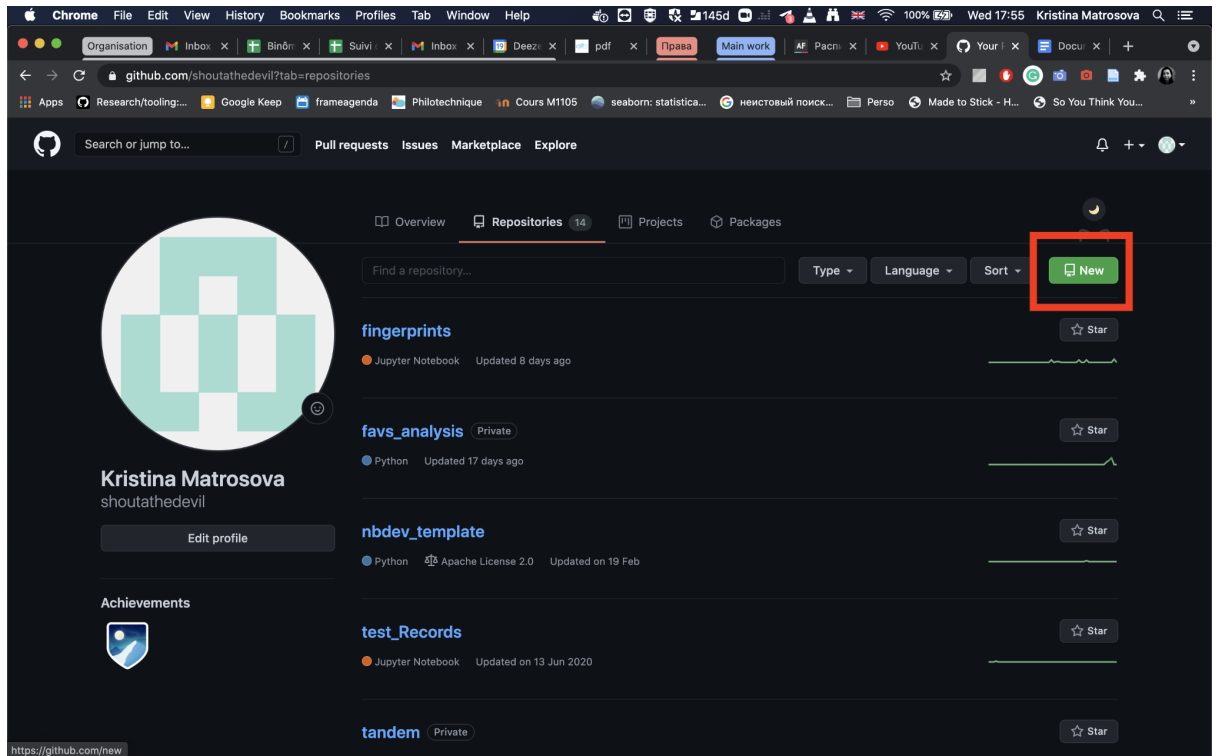 Chrome File Edit View History Bookmarks Profiles Tab Window Help 145d 100% Wed 17:55 Kristina Matrosova
Organisation Inbox Binôm Suivi Inbox 19 Deeze pdf Права Main work AF Pacm YouTu Your Docur
github.com/shoutathedevil?tab=repositories
Apps Research/tooling:... Google Keep frameagenda Philotechnique Cours M1105 seaborn: statistica... неистовый поиск... Perso Made to Stick - H... So You Think You... »
Search or jump to... / Pull requests Issues Marketplace Explore
Overview Repositories 14 Projects Packages
Find a repository... Type Language Sort New
fingerprints Star
Jupyter Notebook Updated 8 days ago
favs_analysis Private Star
Python Updated 17 days ago
Kristina Matrosova
shoutathedevil
Edit profile
nbdev_template Star
Python Apache License 2.0 Updated on 19 Feb
Achievements
test_Records Star
Jupyter Notebook Updated on 13 Jun 2020
tandem Private Star
https://github.com/new